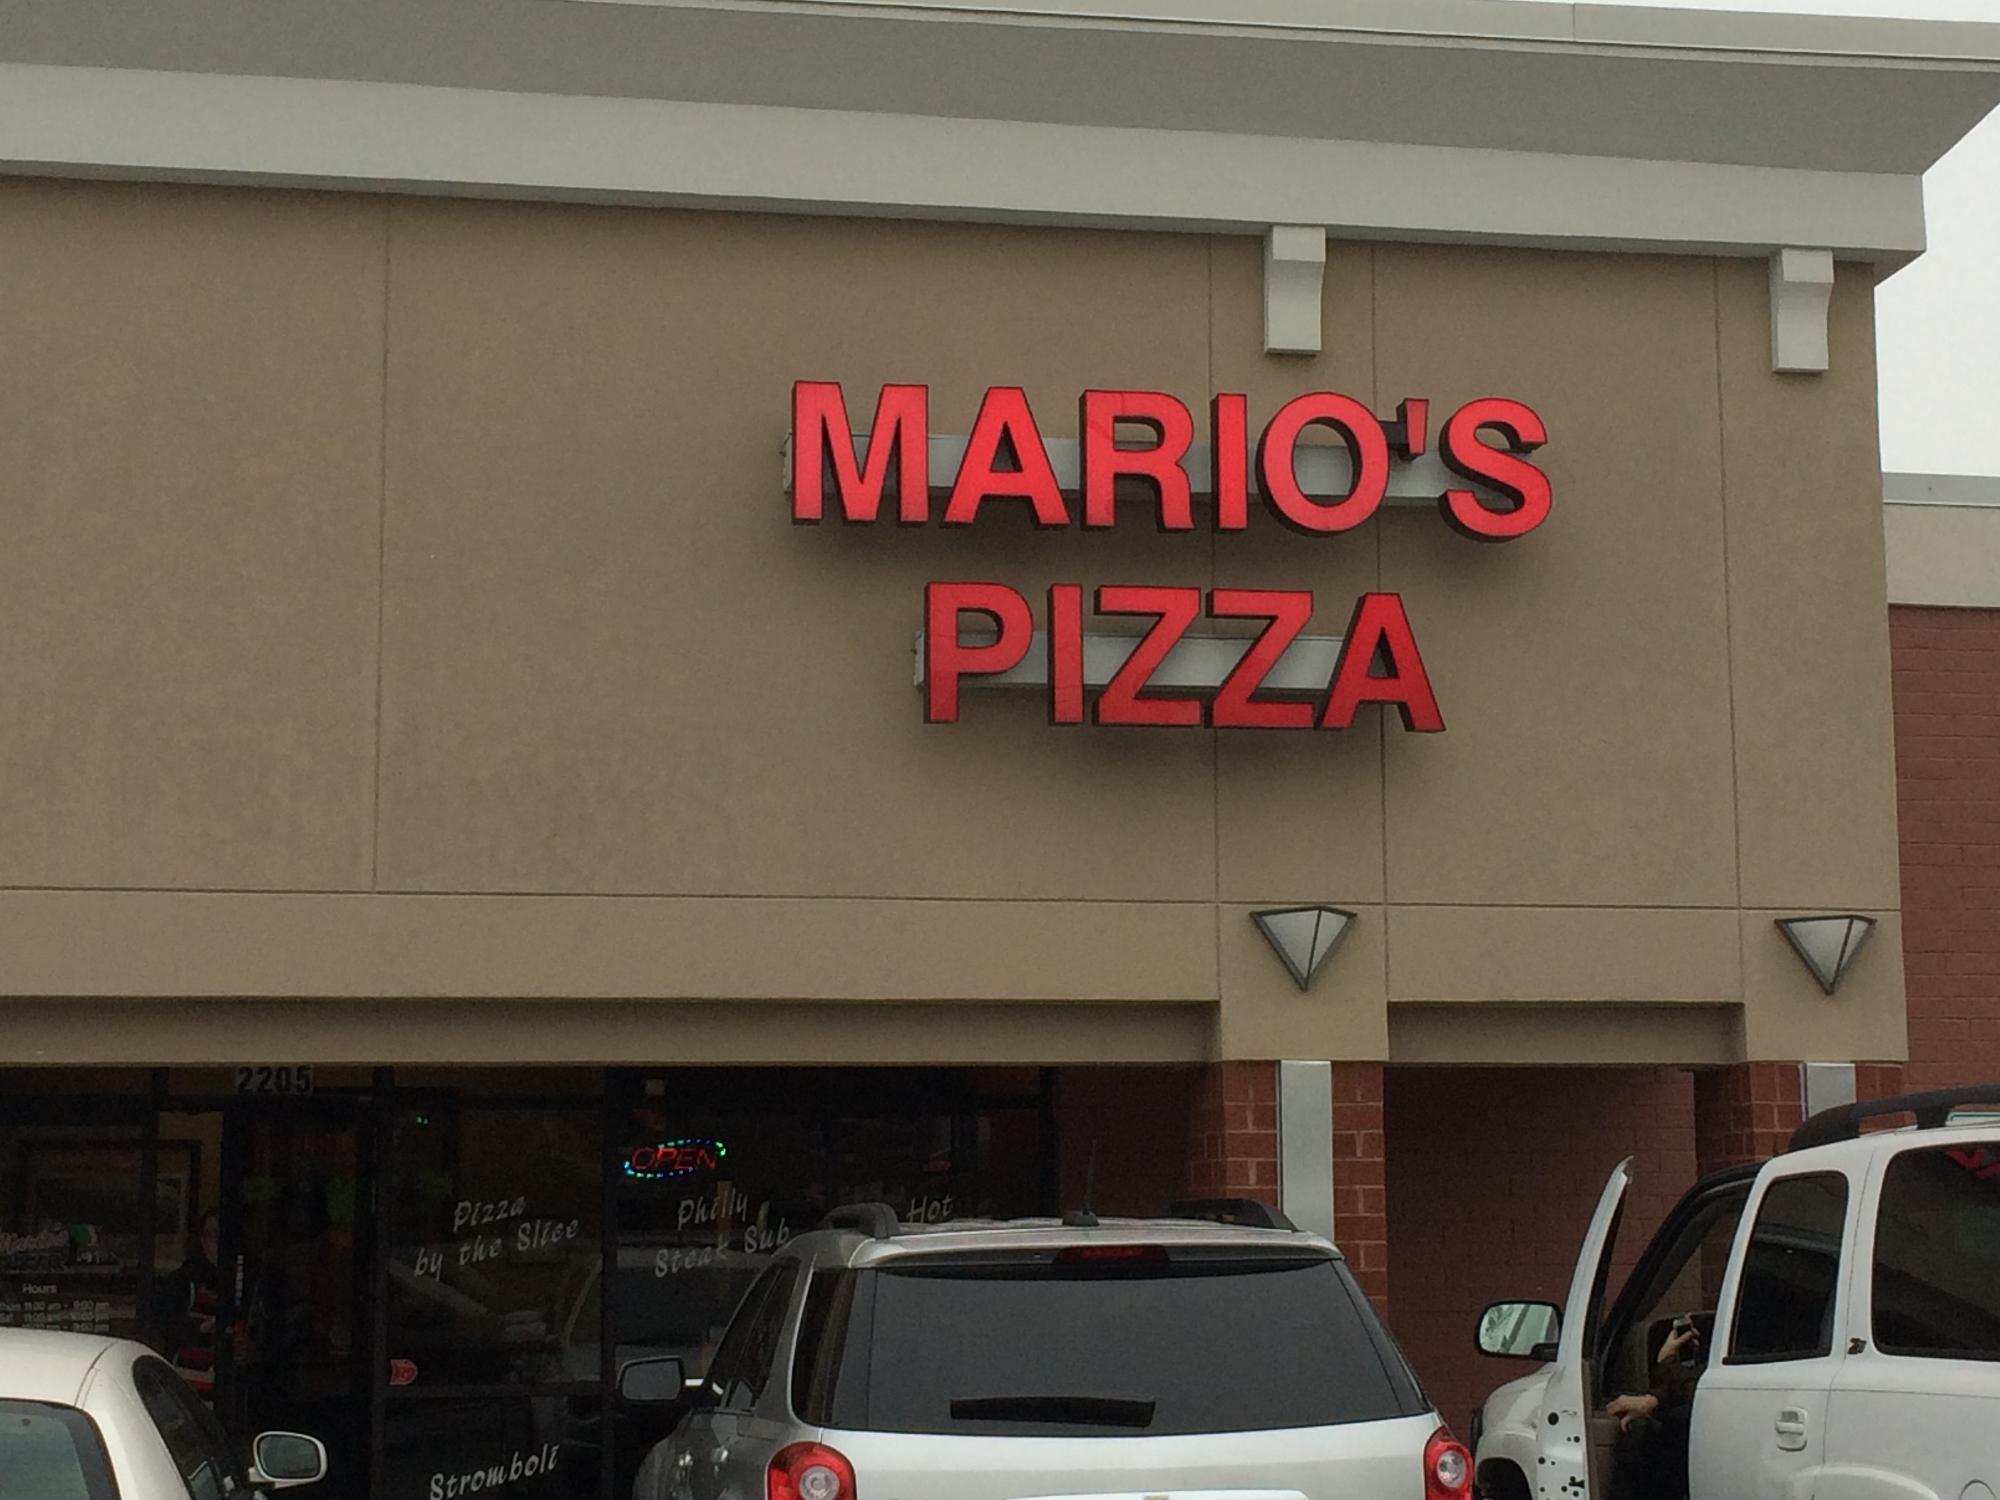 MARIO'S
PIZZA
2205
OPEN
Pizza
by the Slice
Philly
Steak Sub
Hot
Hours
Stromboli